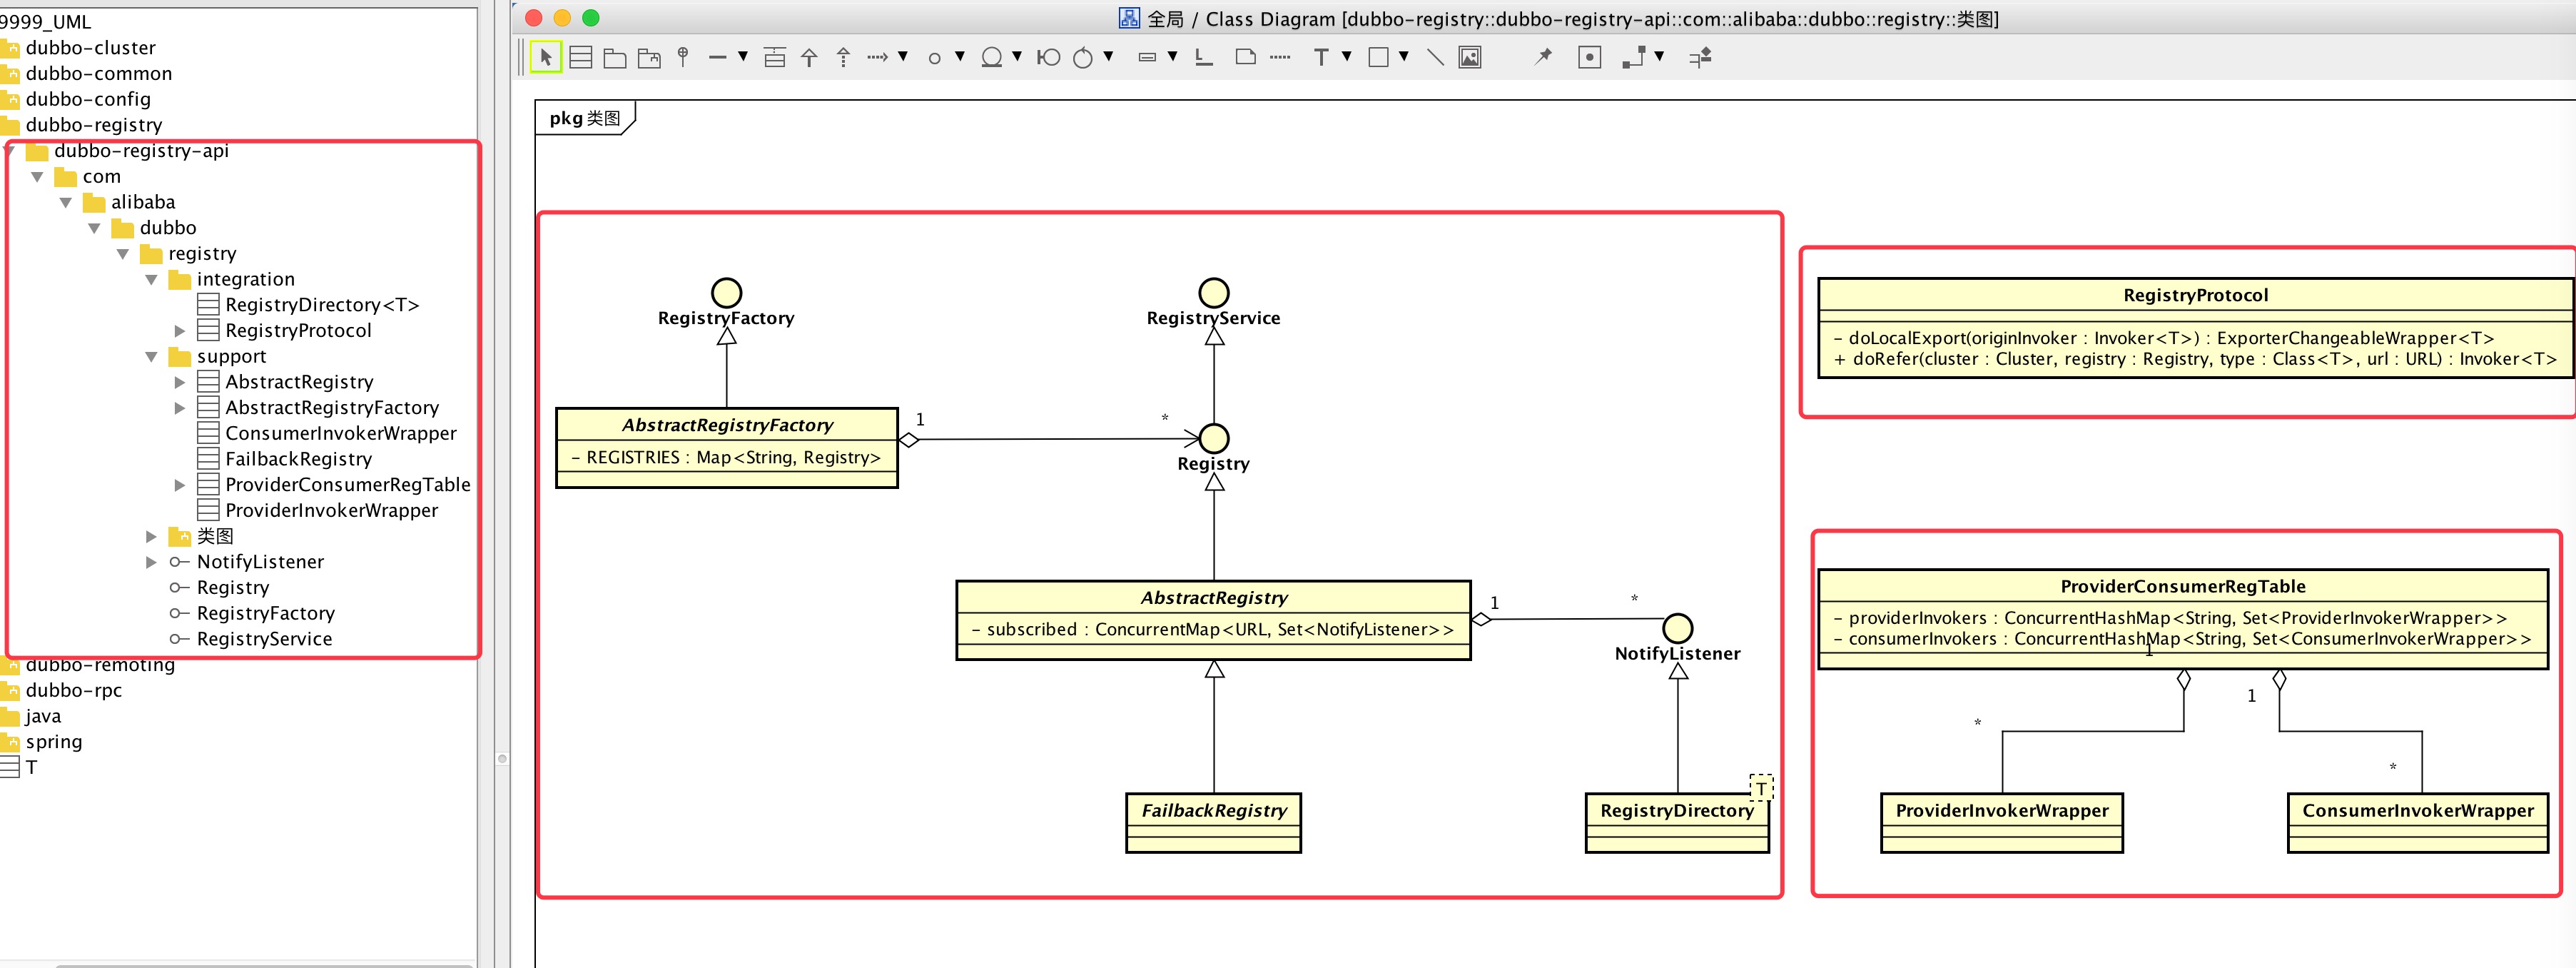 9999_UML
dubbo-cluster
dubbo-common
dubbo-config
dubbo-registry
dubbo-registry-api
com
alibaba
dubbo
registry
integration
RegistryDirectory<T>
RegistryProtocol
support
AbstractRegistry
AbstractRegistryFactory
ConsumerInvokerWrapper
FailbackRegistry
ProviderConsumerRegTable
ProviderInvokerWrapper
类图
NotifyListener
Registry
RegistryFactory
RegistryService
dubbo-remoting
dubbo-rpc
java
spring
T
全局 / Class Diagram [dubbo-registry::dubbo-registry-api::com::alibaba::dubbo::registry::类图]
T
pkg 类图
RegistryFactory
RegistryService
AbstractRegistryFactory
- REGISTRIES : Map<String, Registry>
1
*
Registry
AbstractRegistry
- subscribed : ConcurrentMap<URL, Set<NotifyListener>>
1
*
NotifyListener
FailbackRegistry
T
RegistryDirectory
RegistryProtocol
- doLocalExport(originInvoker : Invoker<T>) : ExporterChangeableWrapper<T>
+ doRefer(cluster : Cluster, registry : Registry, type : Class<T>, url : URL) : Invoker<T>
ProviderConsumerRegTable
- providerInvokers : ConcurrentHashMap<String, Set<ProviderInvokerWrapper>>
- consumerInvokers : ConcurrentHashMap<String, Set<ConsumerInvokerWrapper>>
1
1
*
*
ProviderInvokerWrapper
ConsumerInvokerWrapper